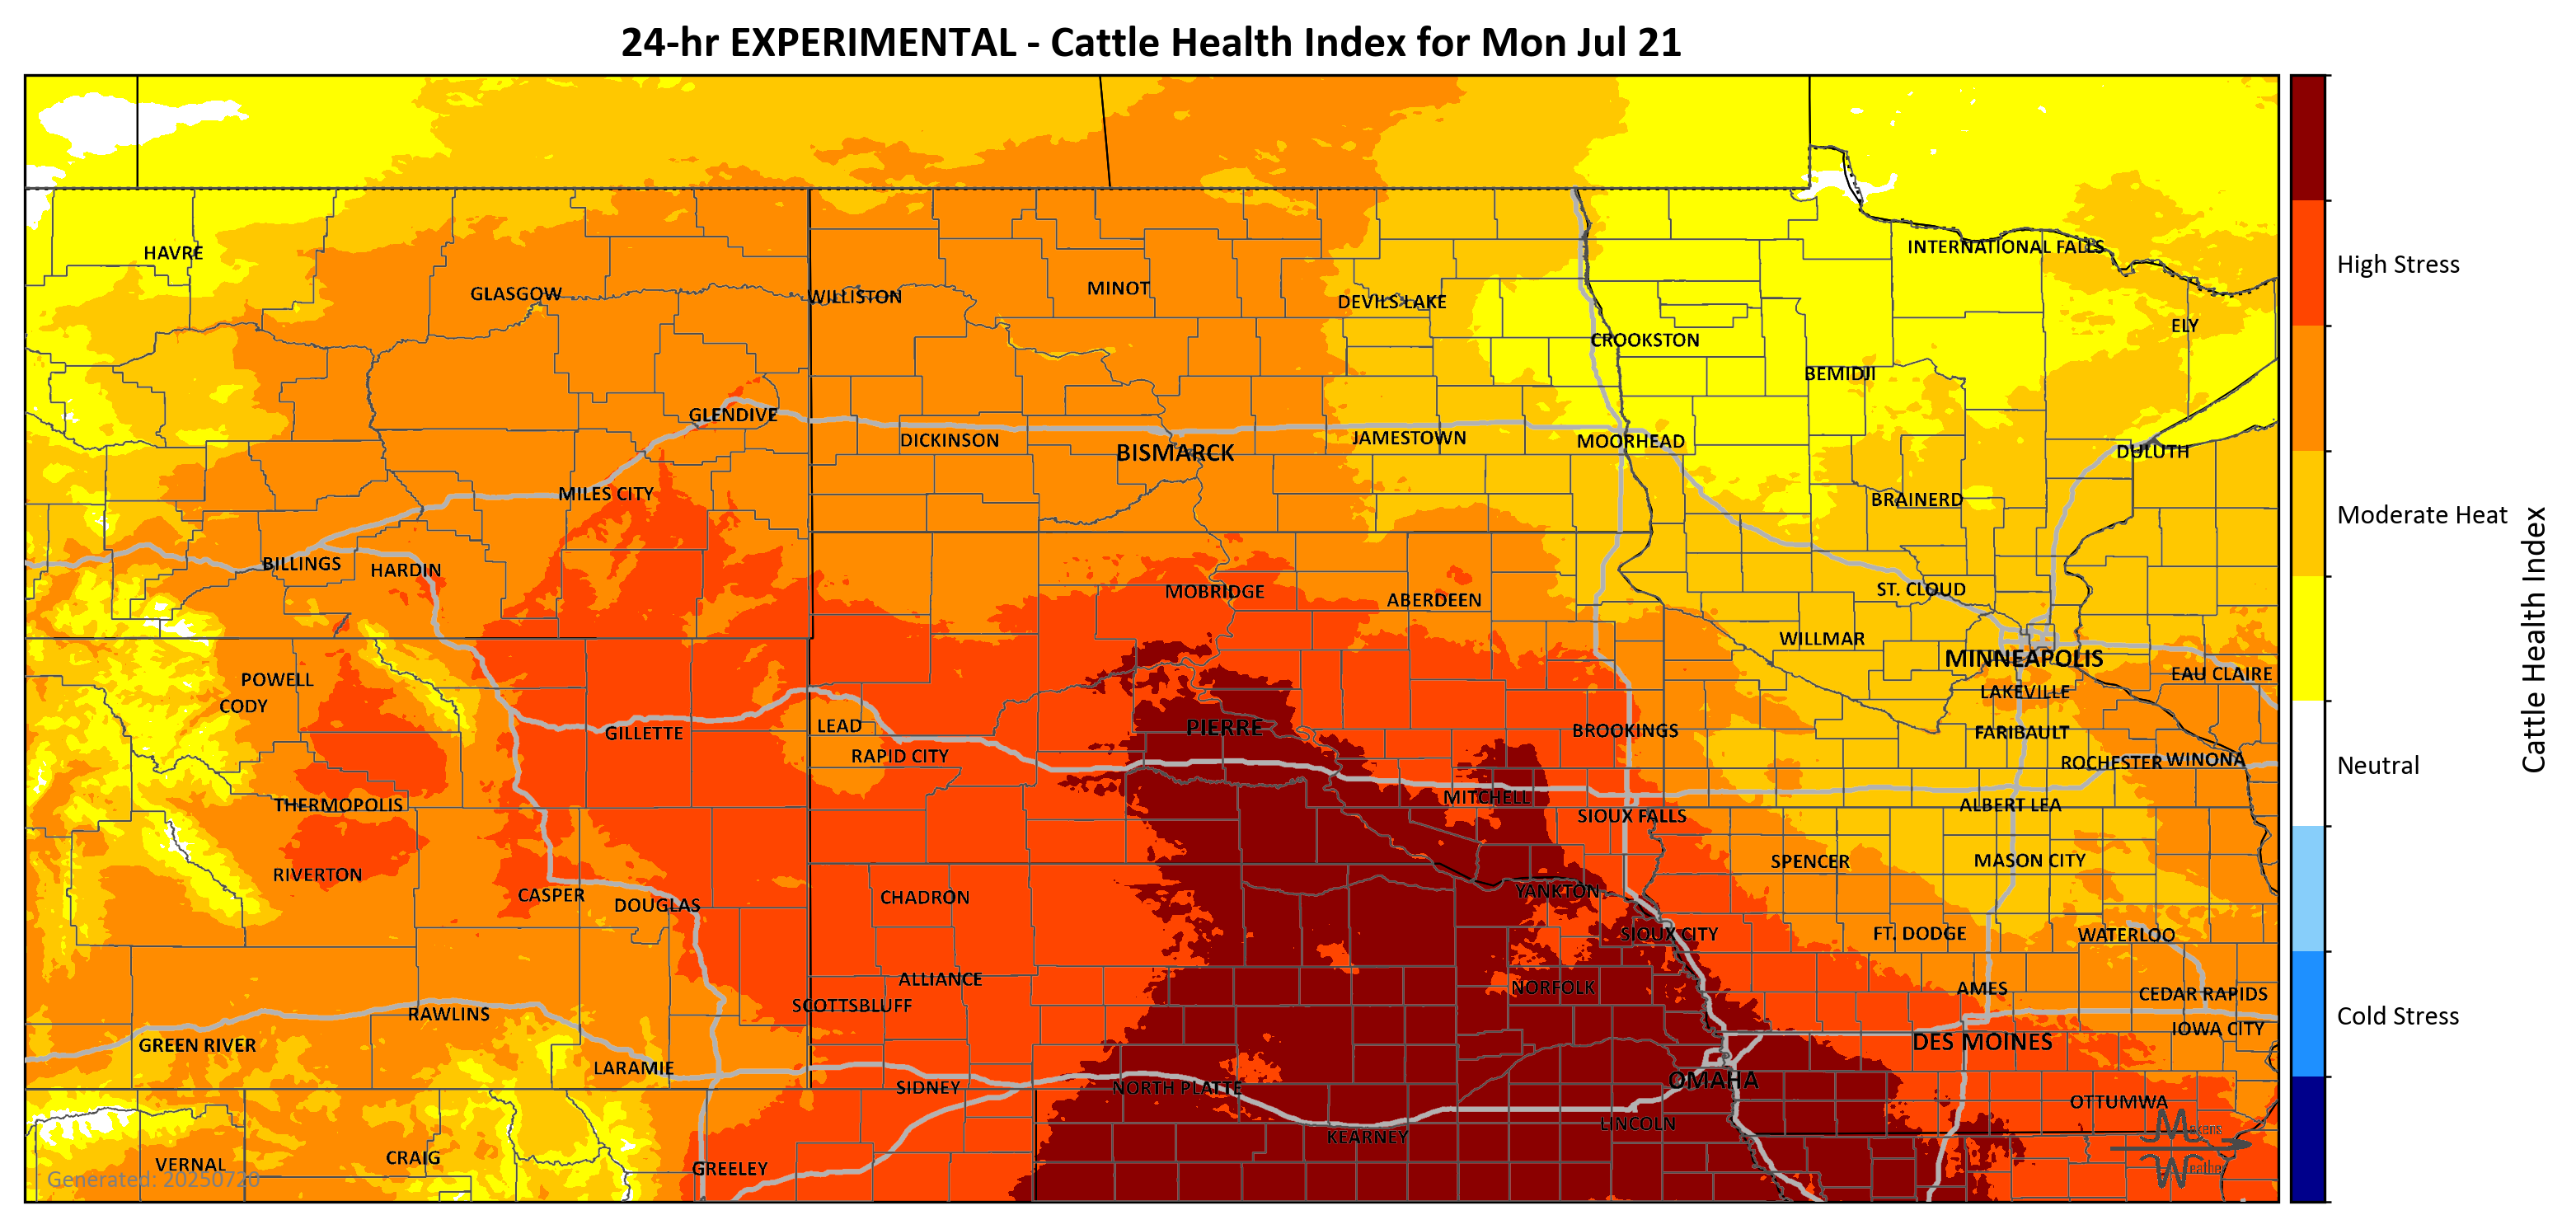 24-hr EXPERIMENTAL - Cattle Health Index for Mon Jul 21
HAVRE
INTERNATIONAL FALLS
GLASGOW
WILLISTON
MINOT
DEVILS LAKE
ELY
CROOKSTON
BEMIDJI
GLENDIVE
DICKINSON
BISMARCK
JAMESTOWN
MOORHEAD
DULUTH
MILES CITY
BRAINERD
BILLINGS
HARDIN
MOBRIDGE
ABERDEEN
ST. CLOUD
WILLMAR
MINNEAPOLIS
POWELL
EAU CLAIRE
CODY
LAKEVILLE
GILLETTE
LEAD
PIERRE
BROOKINGS
FARIBAULT
RAPID CITY
ROCHESTER
WINONA
THERMOPOLIS
MITCHELL
SIOUX FALLS
ALBERT LEA
RIVERTON
SPENCER
MASON CITY
CASPER
DOUGLAS
CHADRON
YANKTON
SIOUX CITY
FT. DODGE
WATERLOO
ALLIANCE
NORFOLK
AMES
CEDAR RAPIDS
SCOTTSBLUFF
RAWLINS
IOWA CITY
GREEN RIVER
DES MOINES
LARAMIE
SIDNEY
NORTH PLATTE
OMAHA
OTTUMWA
LINCOLN
KEARNEY
VERNAL
CRAIG
GREELEY
Makens
Weather
Generated: 20250720
High Stress
Moderate Heat
Neutral
Cold Stress
Cattle Health Index